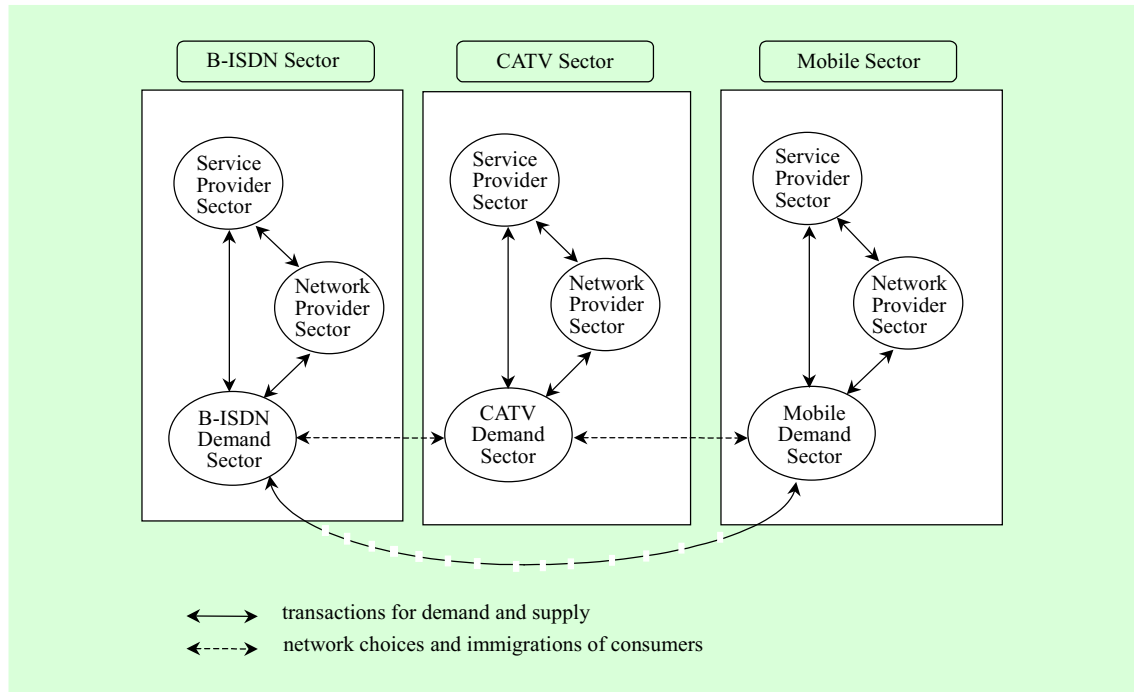 B-ISDN Sector
CATV Sector
Mobile Sector
Service
Provider
Sector
Network
Provider
Sector
B-ISDN
Demand
Sector
Service
Provider
Sector
Network
Provider
Sector
CATV
Demand
Sector
Service
Provider
Sector
Network
Provider
Sector
Mobile
Demand
Sector
transactions for demand and supply
network choices and immigrations of consumers